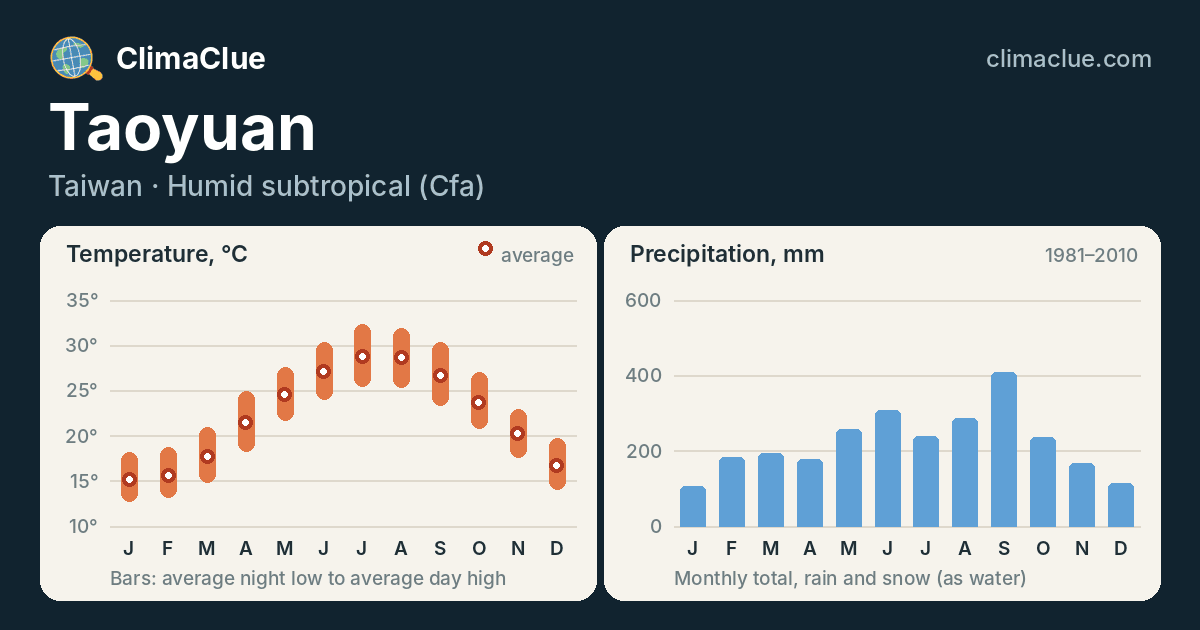 ClimaClue
climaclue.com
Taoyuan
Taiwan · Humid subtropical (Cfa)
Temperature, °C
average
35°
30°
25°
20°
15°
10°
J F M A M J J A S O N D
Bars: average night low to average day high
Precipitation, mm
1981–2010
600
400
200
0
J F M A M J J A S O N D
Monthly total, rain and snow (as water)